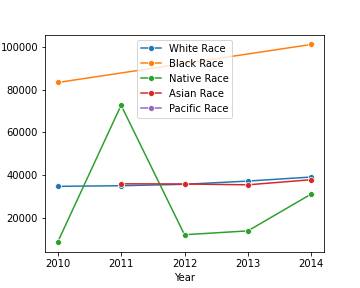 White Race
Black Race
Native Race
Asian Race
Pacific Race
100000
80000
60000
40000
20000
2010 2011 2012 2013 2014
Year